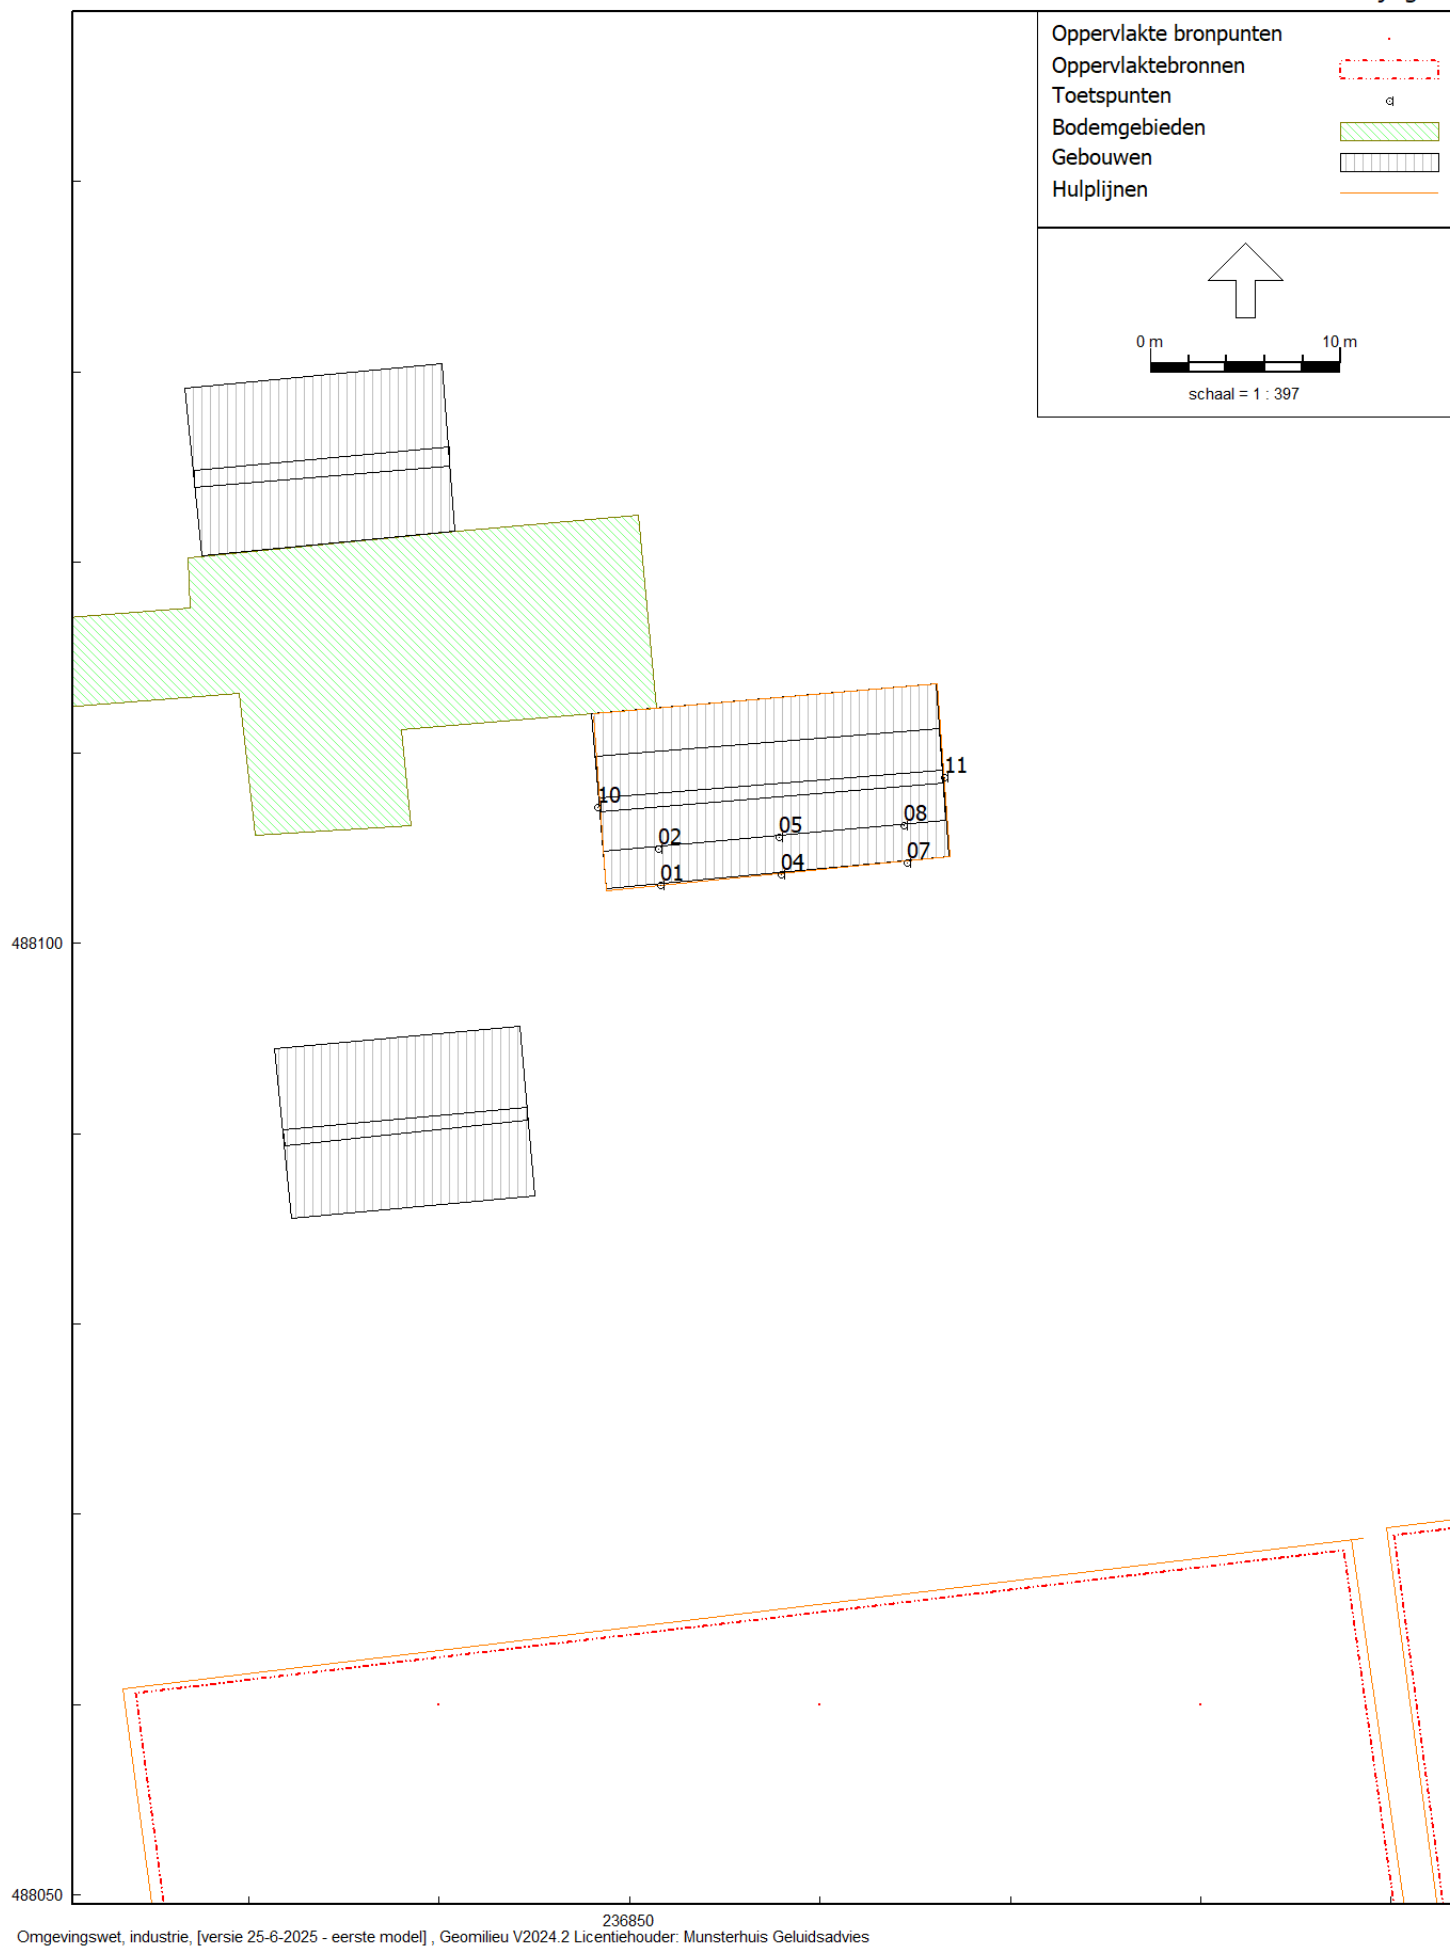 Oppervlakte bronpunten
Oppervlaktebronnen
Toetspunten
Bodemgebieden
Gebouwen
Hulplijnen
0 m 10 m
schaal = 1 : 397
11
10
08
05
02
07
04
01
488100
488050
236850
Omgevingswet, industrie, [versie 25-6-2025 - eerste model] , Geomilieu V2024.2 Licentiehouder: Munsterhuis Geluidsadvies